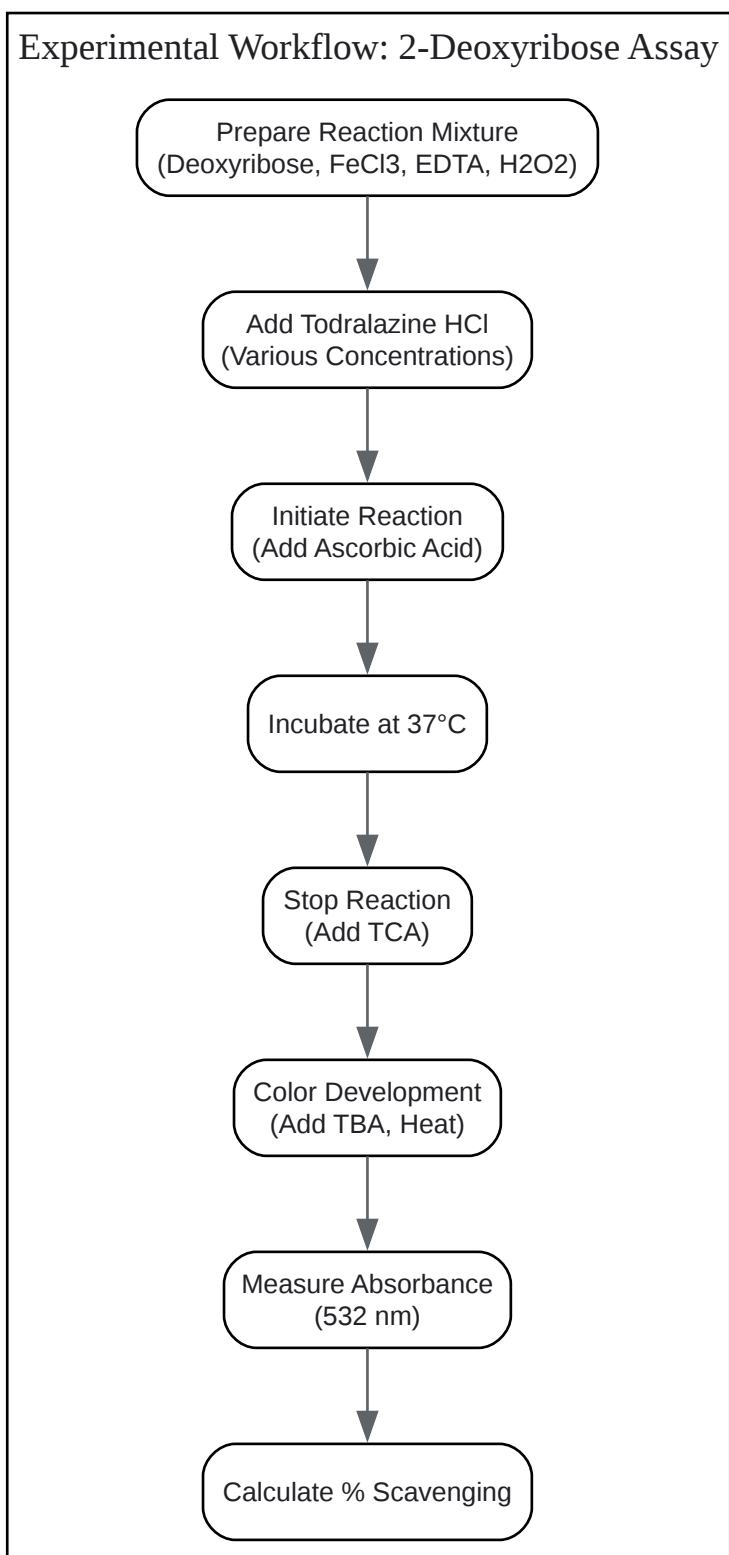 Experimental Workflow: 2-Deoxyribose Assay
Prepare Reaction Mixture
(Deoxyribose, FeCl3, EDTA, H2O2)
Add Todralazine HCl
(Various Concentrations)
Initiate Reaction
(Add Ascorbic Acid)
Incubate at 37°C
Stop Reaction
(Add TCA)
Color Development
(Add TBA, Heat)
Measure Absorbance
(532 nm)
Calculate % Scavenging